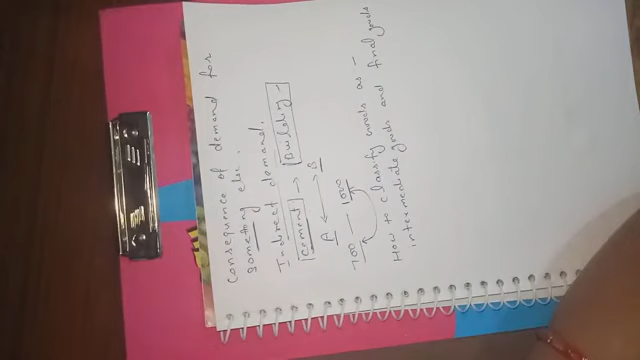 Consequence of demand for
something else.
Indirect demand.
Cement → Building -
A ← → B
700 — 1000
How to classify goods as -
intermediate goods and final goods